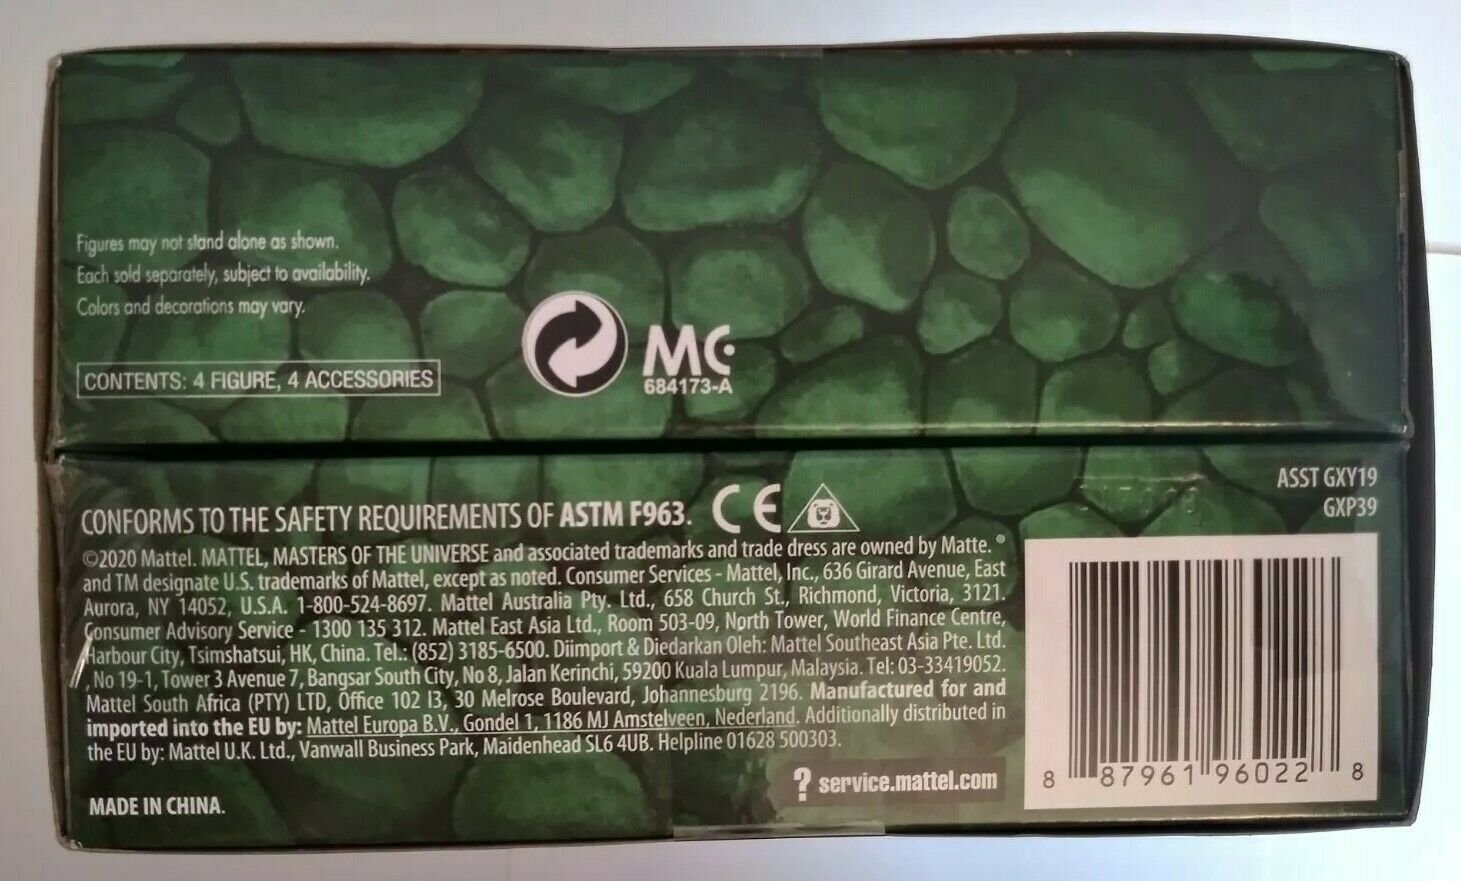 Figures may not stand alone as shown.
Each sold separately, subject to availability.
Colors and decorations may vary.
CONTENTS: 4 FIGURE, 4 ACCESSORIES
MC
684173-A
CONFORMS TO THE SAFETY REQUIREMENTS OF ASTM F963. CE
ASST GXY19
GXP39
©2020 Mattel. MATTEL, MASTERS OF THE UNIVERSE and associated trademarks and trade dress are owned by Matte. ®
and TM designate U.S. trademarks of Mattel, except as noted. Consumer Services - Mattel, Inc., 636 Girard Avenue, East
Aurora, NY 14052, U.S.A. 1-800-524-8697. Mattel Australia Pty. Ltd., 658 Church St., Richmond, Victoria, 3121.
Consumer Advisory Service - 1300 135 312. Mattel East Asia Ltd., Room 503-09, North Tower, World Finance Centre,
Harbour City, Tsimshatsui, HK, China. Tel.: (852) 3185-6500. Diimport & Diedarkan Oleh: Mattel Southeast Asia Pte. Ltd.
, No 19-1, Tower 3 Avenue 7, Bangsar South City, No 8, Jalan Kerinchi, 59200 Kuala Lumpur, Malaysia. Tel: 03-33419052.
Mattel South Africa (PTY) LTD, Office 102 I3, 30 Melrose Boulevard, Johannesburg 2196. Manufactured for and
imported into the EU by: Mattel Europa B.V., Gondel 1, 1186 MJ Amstelveen, Nederland. Additionally distributed in
the EU by: Mattel U.K. Ltd., Vanwall Business Park, Maidenhead SL6 4UB. Helpline 01628 500303.
? service.mattel.com
MADE IN CHINA.
8 87961 96022 8